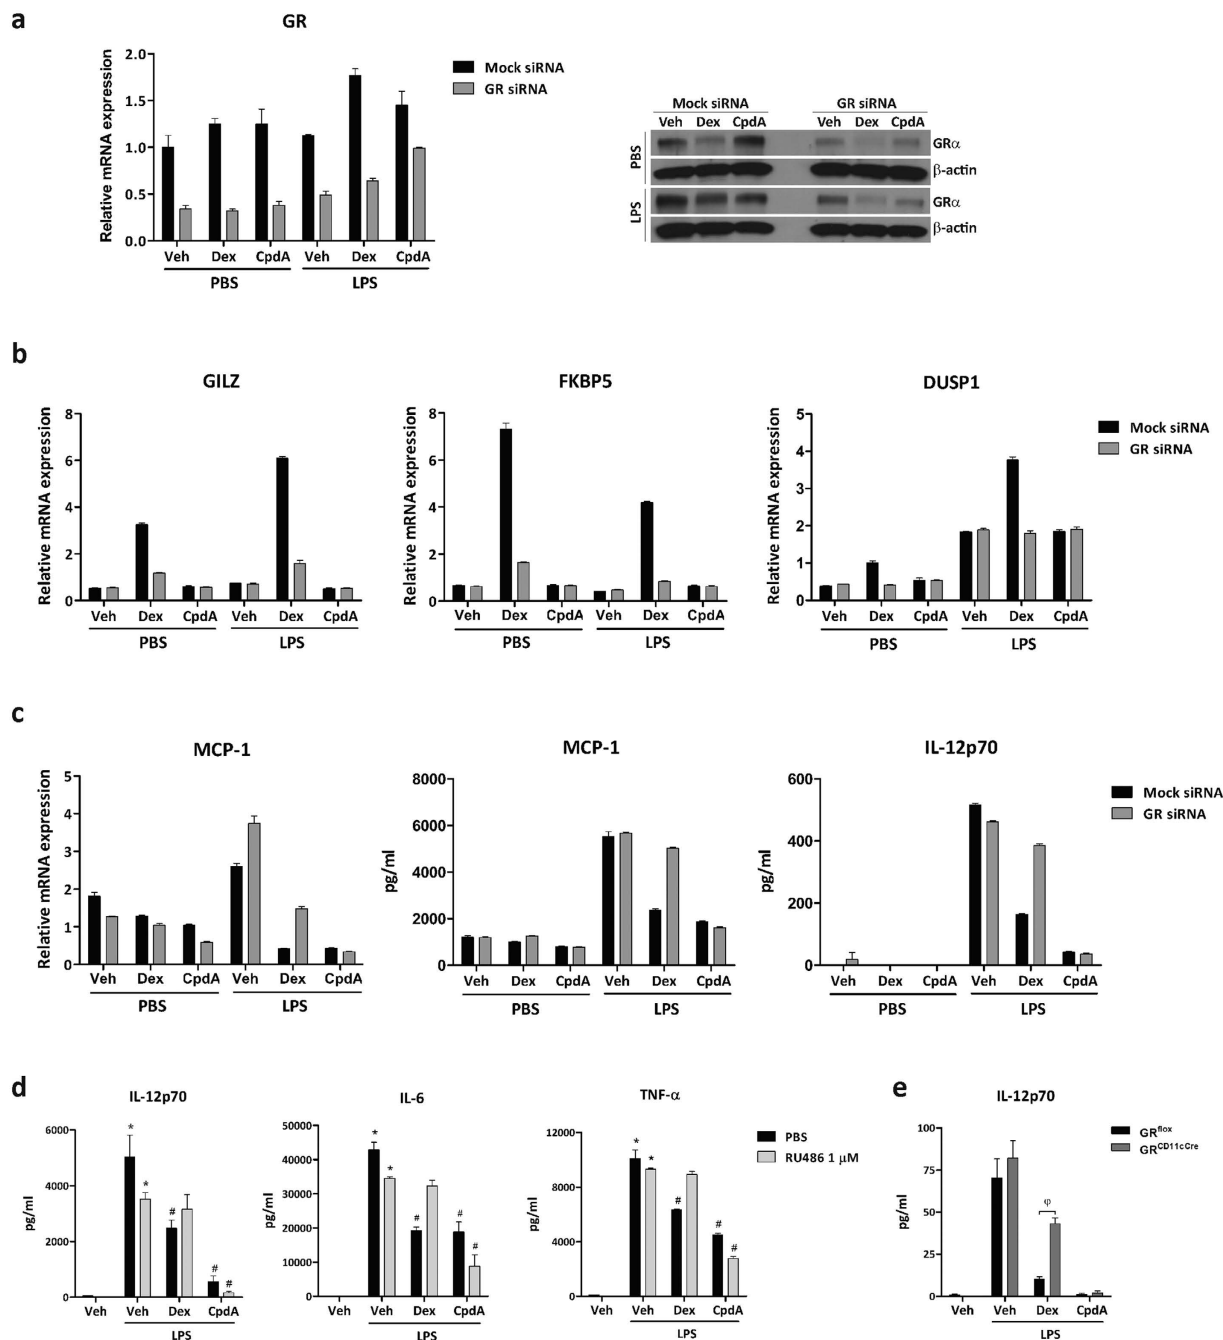 a
GR
Relative mRNA expression
2.0
1.5
1.0
0.5
0.0
Veh Dex CpdA Veh Dex CpdA
PBS LPS
Mock siRNA
GR siRNA
Mock siRNA GR siRNA
Veh Dex CpdA Veh Dex CpdA
PBS
GRα
β-actin
LPS
GRα
β-actin
b
GILZ
Relative mRNA expression
8
6
4
2
0
Veh Dex CpdA Veh Dex CpdA
PBS LPS
FKBP5
Relative mRNA expression
8
6
4
2
0
Veh Dex CpdA Veh Dex CpdA
PBS LPS
DUSP1
Relative mRNA expression
5
4
3
2
1
0
Veh Dex CpdA Veh Dex CpdA
PBS LPS
Mock siRNA
GR siRNA
c
MCP-1
Relative mRNA expression
5
4
3
2
1
0
Veh Dex CpdA Veh Dex CpdA
PBS LPS
MCP-1
pg/ml
8000
6000
4000
2000
0
Veh Dex CpdA Veh Dex CpdA
PBS LPS
IL-12p70
pg/ml
600
400
200
0
Veh Dex CpdA Veh Dex CpdA
PBS LPS
Mock siRNA
GR siRNA
d
IL-12p70
pg/ml
6000
4000
2000
0
* * # # #
Veh Veh Dex CpdA
LPS
IL-6
pg/ml
50000
40000
30000
20000
10000
0
* * # # #
Veh Veh Dex CpdA
LPS
TNF-α
pg/ml
12000
8000
4000
0
* * # # #
Veh Veh Dex CpdA
LPS
PBS
RU486 1 μM
e
IL-12p70
pg/ml
100
75
50
25
0
φ
Veh Veh Dex CpdA
LPS
GRflox
GRCD11cCre